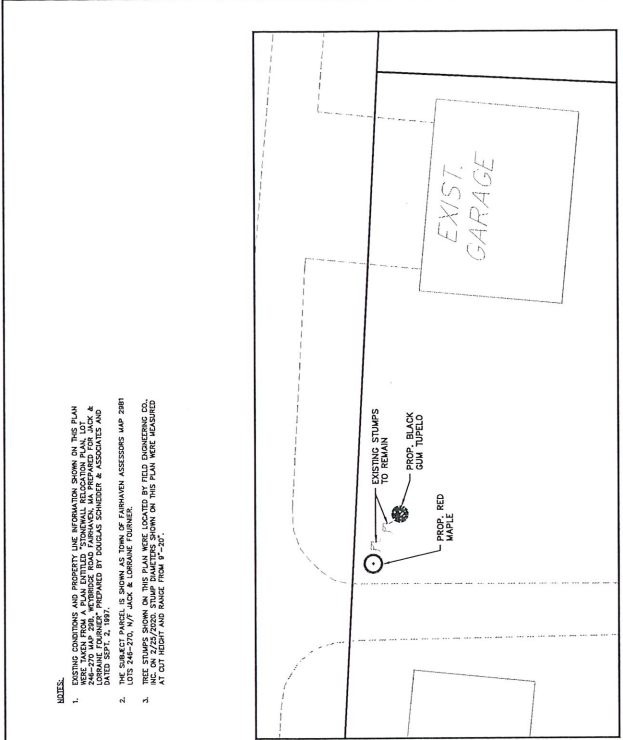 NOTES:
1. EXISTING CONDITIONS AND PROPERTY LINE INFORMATION SHOWN ON THIS PLAN
WERE TAKEN FROM A PLAN ENTITLED "STONEWALL RELOCATION PLAN, LOT
246-270 MAP 29B, WEYBRIDGE ROAD FAIRHAVEN, MA PREPARED FOR JACK &
LORRAINE FOURNIER" PREPARED BY DOUGLAS SCHNEIDER & ASSOCIATES AND
DATED SEPT. 2, 1997.
2. THE SUBJECT PARCEL IS SHOWN AS TOWN OF FAIRHAVEN ASSESSORS MAP 29B1
LOTS 246-270, N/F JACK & LORRAINE FOURNIER.
3. TREE STUMPS SHOWN ON THIS PLAN WERE LOCATED BY FIELD ENGINEERING CO.,
INC. ON 2/25/2020. STUMP DIAMETERS SHOWN ON THIS PLAN WERE MEASURED
AT CUT HEIGHT AND RANGE FROM 9"-20".
EXIST.
GARAGE
EXISTING STUMPS
TO REMAIN
PROP. BLACK
GUM TUPELO
PROP. RED
MAPLE